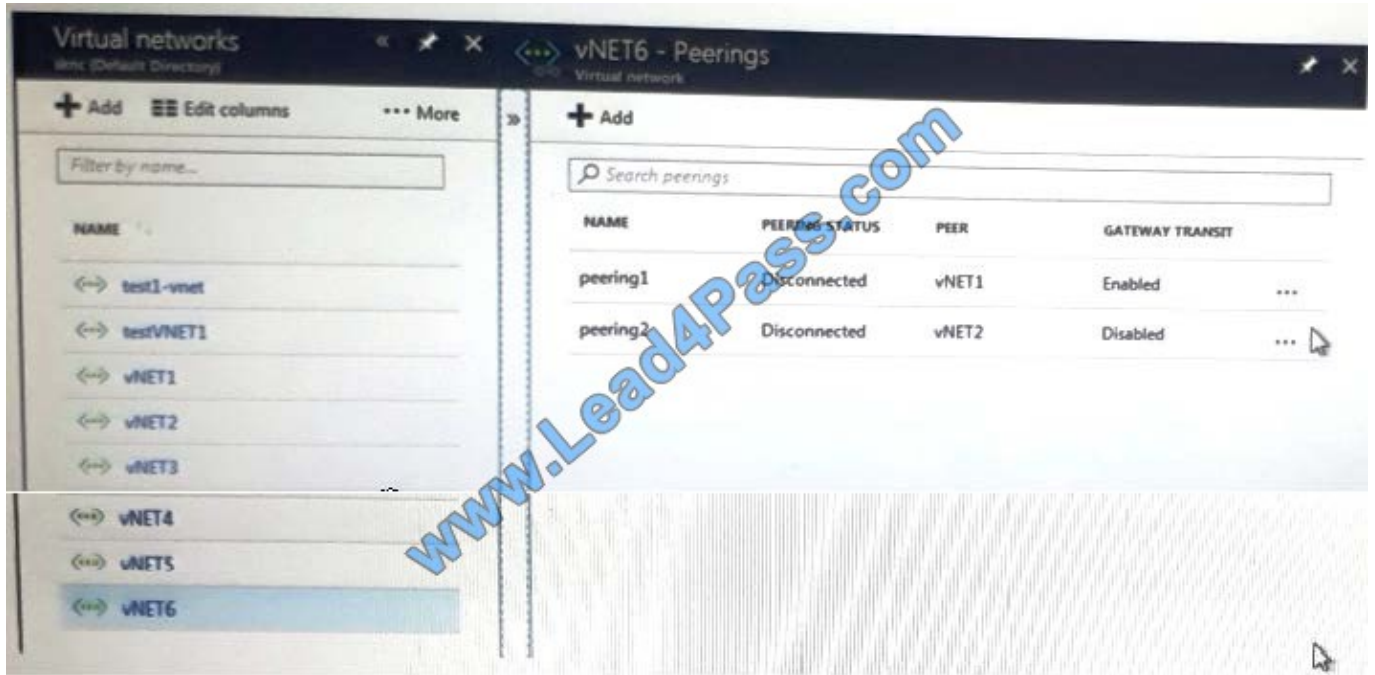 Virtual networks
(Default Directory)
Add Edit columns ••• More
Filter by name...
NAME
test1-vnet
testVNET1
vNET1
vNET2
vNET3
vNET4
vNET5
vNET6
vNET6 - Peerings
Virtual network
Add
Search peerings
NAME PEERING STATUS PEER GATEWAY TRANSIT
peering1 Disconnected vNET1 Enabled ...
peering2 Disconnected vNET2 Disabled ...
www.Lead4Pass.com